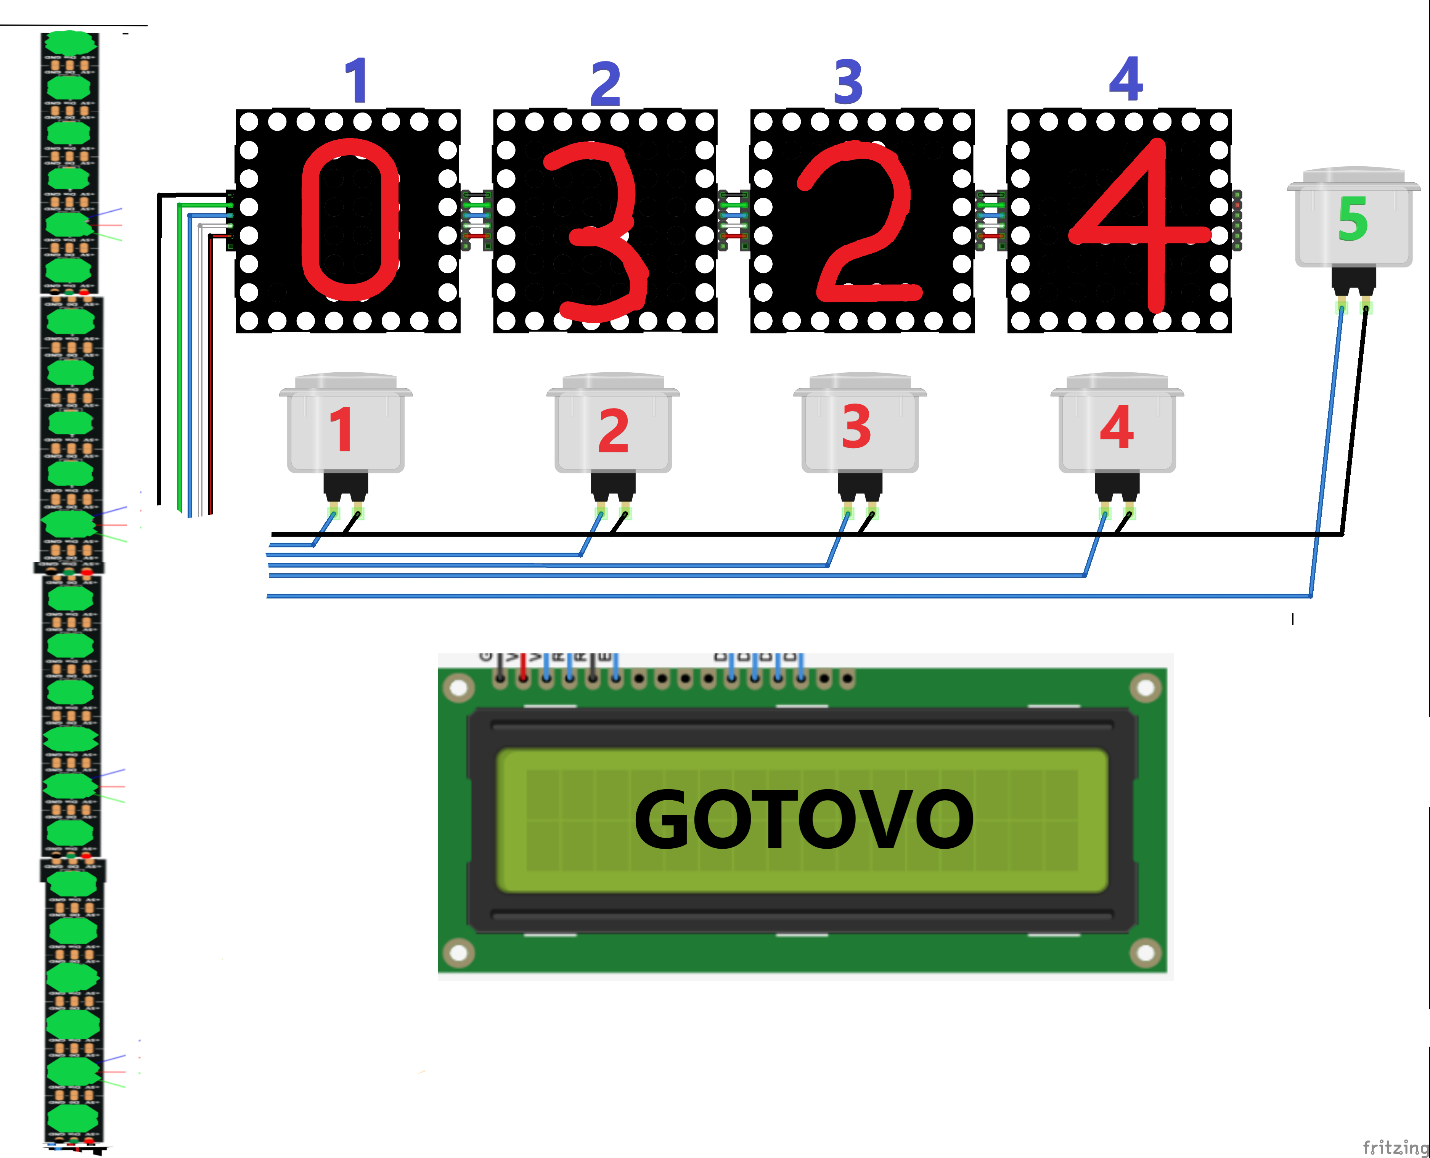 1 2 3 4
0 3 2 4
5
1 2 3 4
G V V R R E D D D D
GOTOVO
fritzing